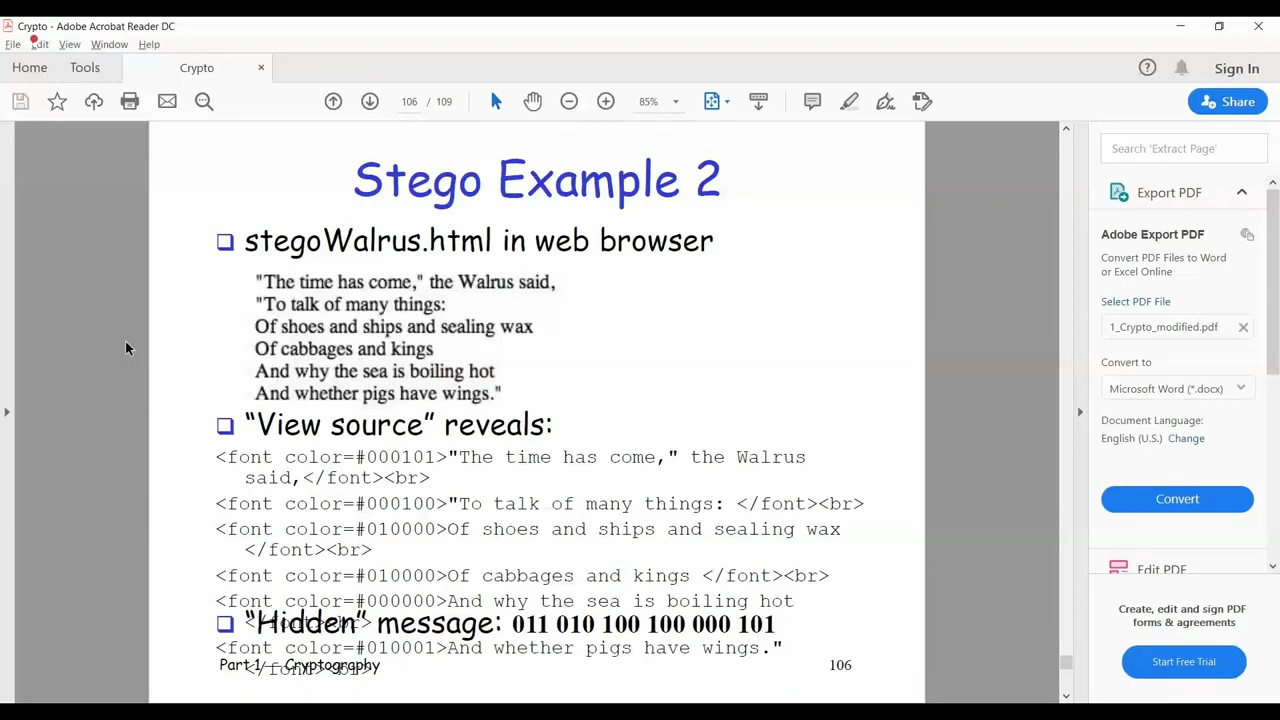 Crypto - Adobe Acrobat Reader DC
File Edit View Window Help
Home Tools Crypto Sign In
106 / 109 85% Share
Stego Example 2
stegoWalrus.html in web browser
"The time has come," the Walrus said,
"To talk of many things:
Of shoes and ships and sealing wax
Of cabbages and kings
And why the sea is boiling hot
And whether pigs have wings."
“View source” reveals:
<font color=#000101>"The time has come," the Walrus
said,</font><br>
<font color=#000100>"To talk of many things: </font><br>
<font color=#010000>Of shoes and ships and sealing wax
</font><br>
<font color=#010000>Of cabbages and kings </font><br>
<font color=#000000>And why the sea is boiling hot
</font><br>
“Hidden” message: 011 010 100 100 000 101
<font color=#010001>And whether pigs have wings."
</font><br>
Part 1 — Cryptography 106
Search 'Extract Page'
Export PDF
Adobe Export PDF
Convert PDF Files to Word
or Excel Online
Select PDF File
1_Crypto_modified.pdf
Convert to
Microsoft Word (*.docx)
Document Language:
English (U.S.) Change
Convert
Edit PDF
Create, edit and sign PDF
forms & agreements
Start Free Trial